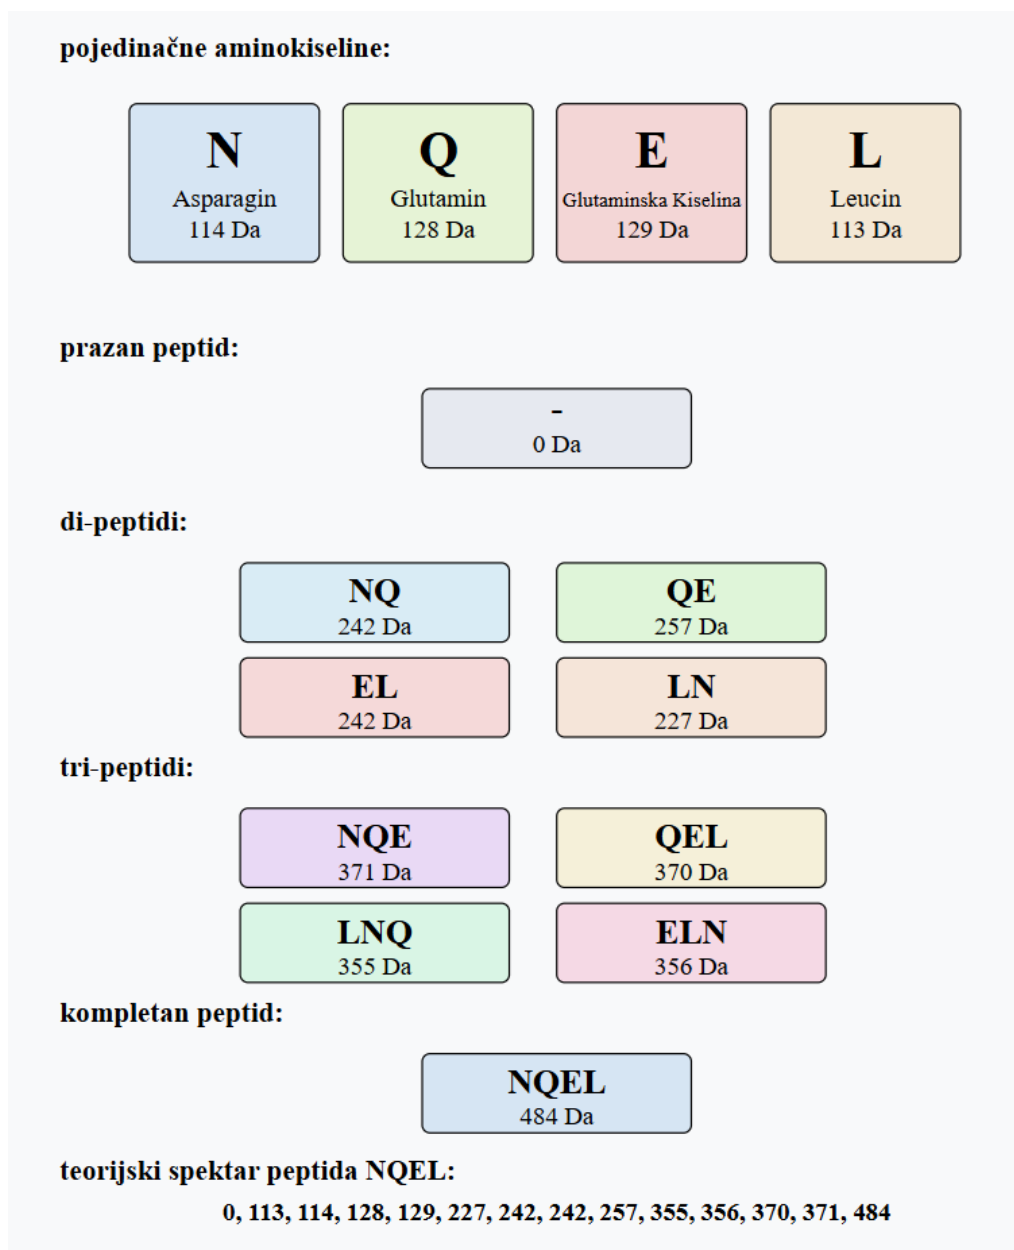 pojedinačne aminokiseline:
N Q E L
Asparagin Glutamin Glutaminska Kiselina Leucin
114 Da 128 Da 129 Da 113 Da
prazan peptid:
-
0 Da
di-peptidi:
NQ QE
242 Da 257 Da
EL LN
242 Da 227 Da
tri-peptidi:
NQE QEL
371 Da 370 Da
LNQ ELN
355 Da 356 Da
kompletan peptid:
NQEL
484 Da
teorijski spektar peptida NQEL:
0, 113, 114, 128, 129, 227, 242, 242, 257, 355, 356, 370, 371, 484